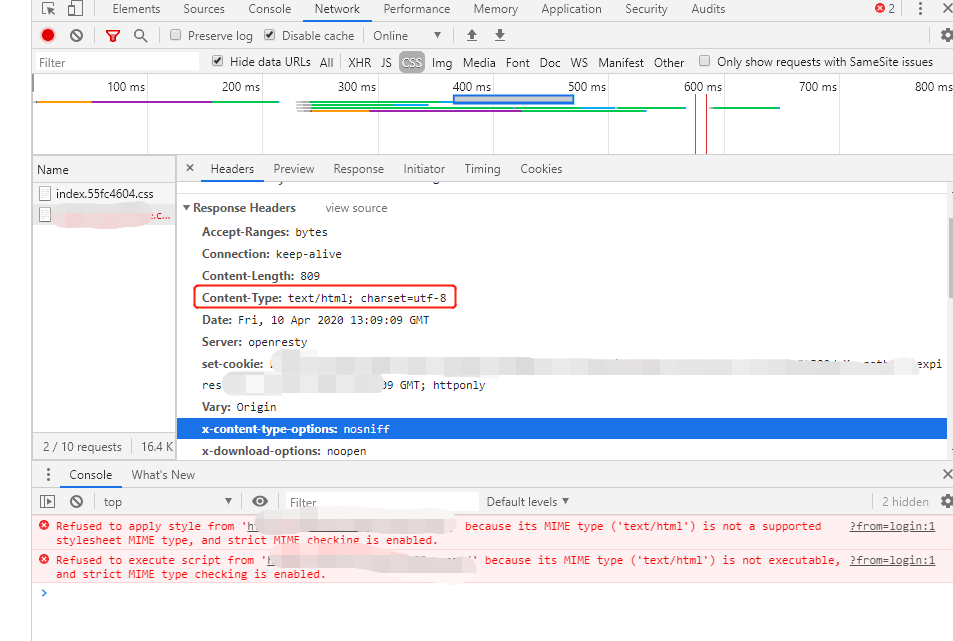 Elements Sources Console Network Performance Memory Application Security Audits 2
Preserve log Disable cache Online
Filter Hide data URLs All XHR JS CSS Img Media Font Doc WS Manifest Other Only show requests with SameSite issues
100 ms 200 ms 300 ms 400 ms 500 ms 600 ms 700 ms 800 ms
Name Headers Preview Response Initiator Timing Cookies
index.55fc4604.css
.c...
Response Headers view source
Accept-Ranges: bytes
Connection: keep-alive
Content-Length: 809
Content-Type: text/html; charset=utf-8
Date: Fri, 10 Apr 2020 13:09:09 GMT
Server: openresty
set-cookie: expi
res 09 GMT; httponly
Vary: Origin
x-content-type-options: nosniff
x-download-options: noopen
2 / 10 requests 16.4 K
Console What's New
top Filter Default levels 2 hidden
Refused to apply style from ' because its MIME type ('text/html') is not a supported ?from=login:1
stylesheet MIME type, and strict MIME checking is enabled.
Refused to execute script from ' ' because its MIME type ('text/html') is not executable, ?from=login:1
and strict MIME type checking is enabled.